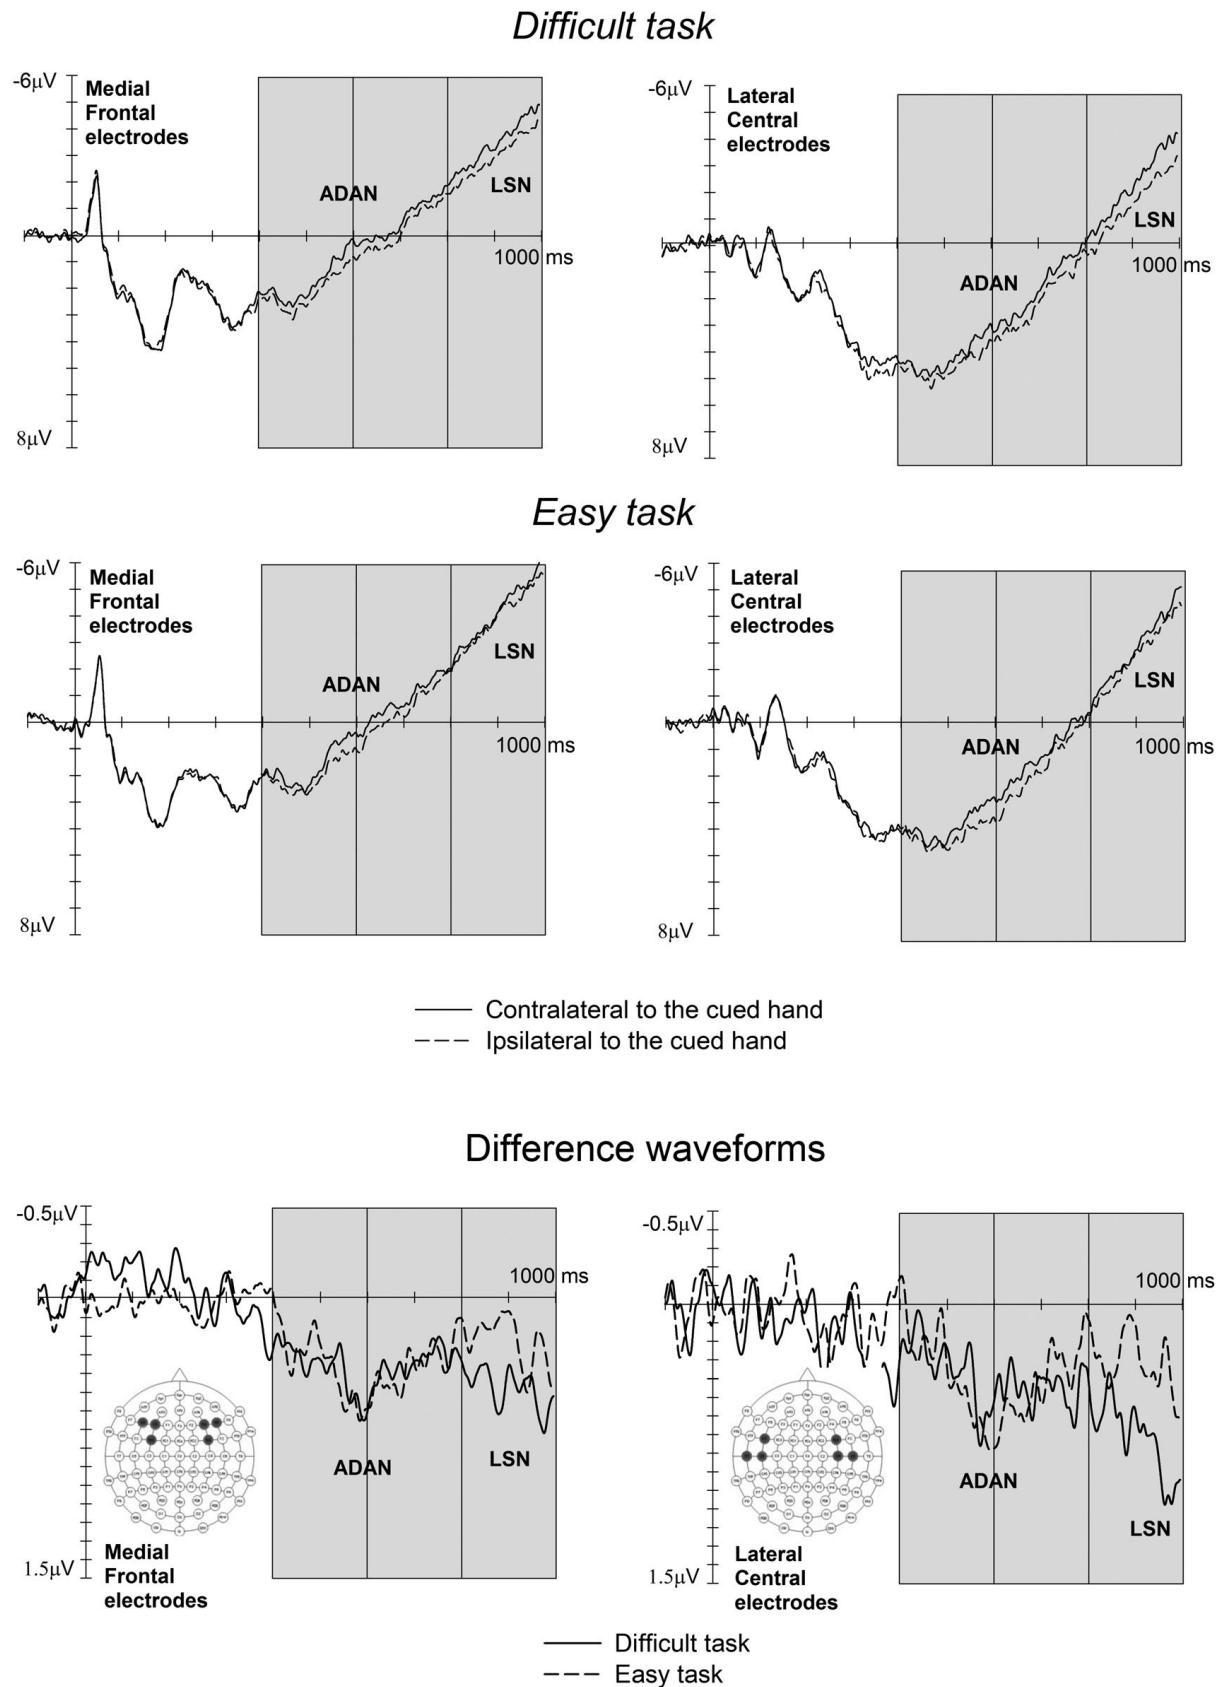 Difficult task
-6μV
Medial
Frontal
electrodes
ADAN
LSN
1000 ms
8μV
-6μV
Lateral
Central
electrodes
ADAN
LSN
1000 ms
8μV
Easy task
-6μV
Medial
Frontal
electrodes
ADAN
LSN
1000 ms
8μV
-6μV
Lateral
Central
electrodes
ADAN
LSN
1000 ms
8μV
Contralateral to the cued hand
Ipsilateral to the cued hand
Difference waveforms
-0.5μV
1000 ms
ADAN
LSN
1.5μV
Medial
Frontal
electrodes
-0.5μV
1000 ms
ADAN
LSN
1.5μV
Lateral
Central
electrodes
Difficult task
Easy task